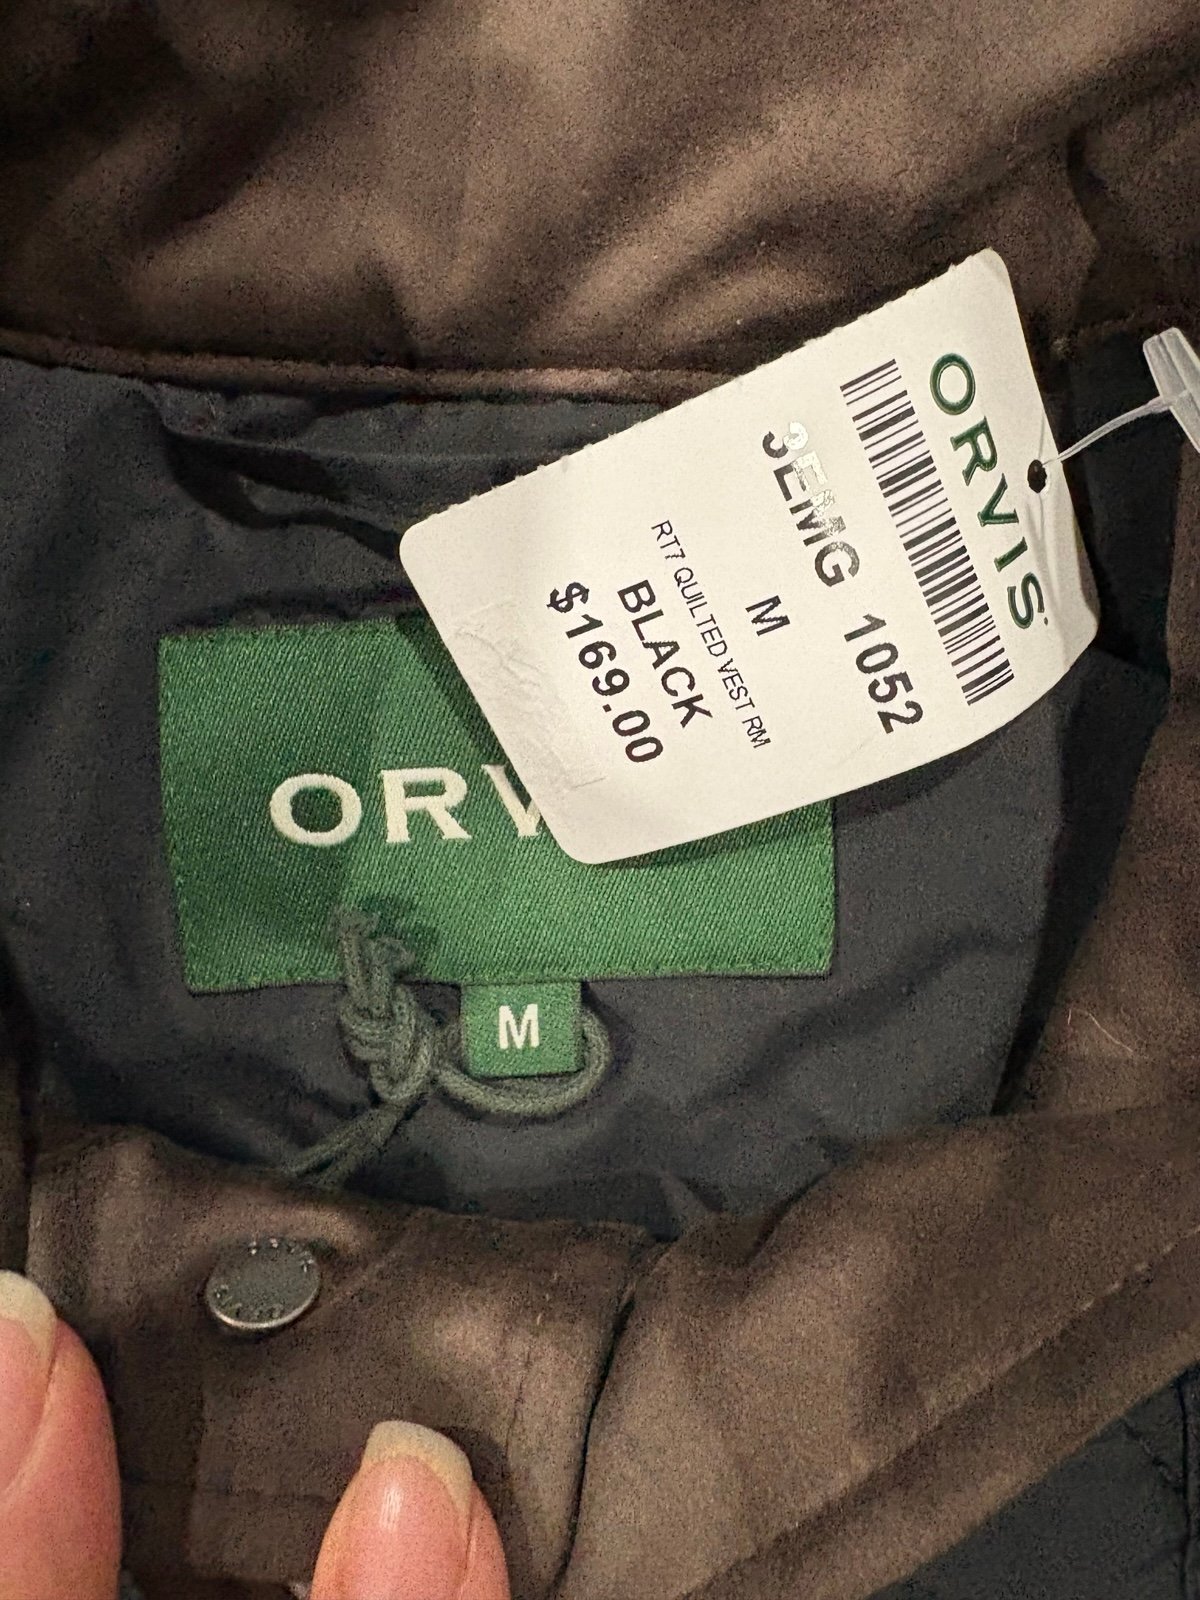 ORVIS
3EMG 1052
M
RT7 QUILTED VEST RM
BLACK
$169.00
ORV
M